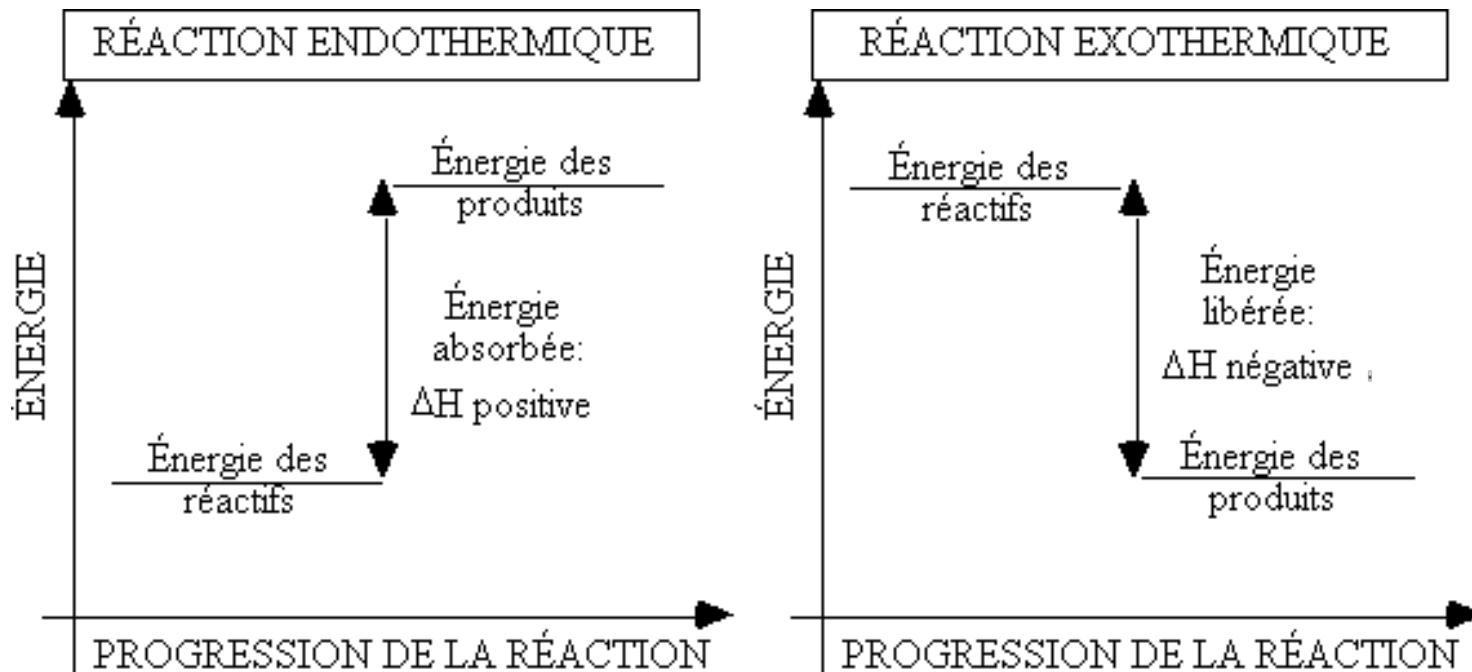 RÉACTION ENDOTHERMIQUE
ÉNERGIE
Énergie des
produits
Énergie
absorbée:
ΔH positive
Énergie des
réactifs
PROGRESSION DE LA RÉACTION
RÉACTION EXOTHERMIQUE
ÉNERGIE
Énergie des
réactifs
Énergie
libérée:
ΔH négative
Énergie des
produits
PROGRESSION DE LA RÉACTION